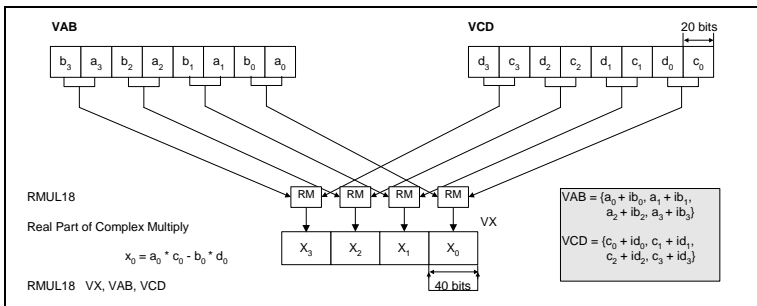 VAB VCD 20 bits
b3 a3 b2 a2 b1 a1 b0 a0 d3 c3 d2 c2 d1 c1 d0 c0
RMUL18 RM RM RM RM
VX
Real Part of Complex Multiply
X3 X2 X1 X0
x0 = a0 * c0 - b0 * d0
RMUL18 VX, VAB, VCD
40 bits
VAB = {a0 + ib0, a1 + ib1,
a2 + ib2, a3 + ib3}
VCD = {c0 + id0, c1 + id1,
c2 + id2, c3 + id3}